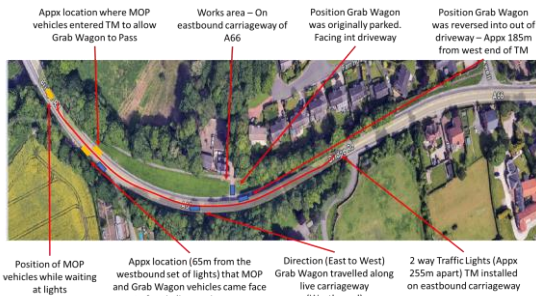 Appx location where MOP
vehicles entered TM to allow
Grab Wagon to Pass
Works area – On
eastbound carriageway of
A66
Position Grab Wagon
was originally parked.
Facing int driveway
Position Grab Wagon
was reversed into out of
driveway – Appx 185m
from west end of TM
A66
Position of MOP
vehicles while waiting
at lights
Appx location (65m from the
westbound set of lights) that MOP
and Grab Wagon vehicles came face
Direction (East to West)
Grab Wagon travelled along
live carriageway
2 way Traffic Lights (Appx
255m apart) TM installed
on eastbound carriageway